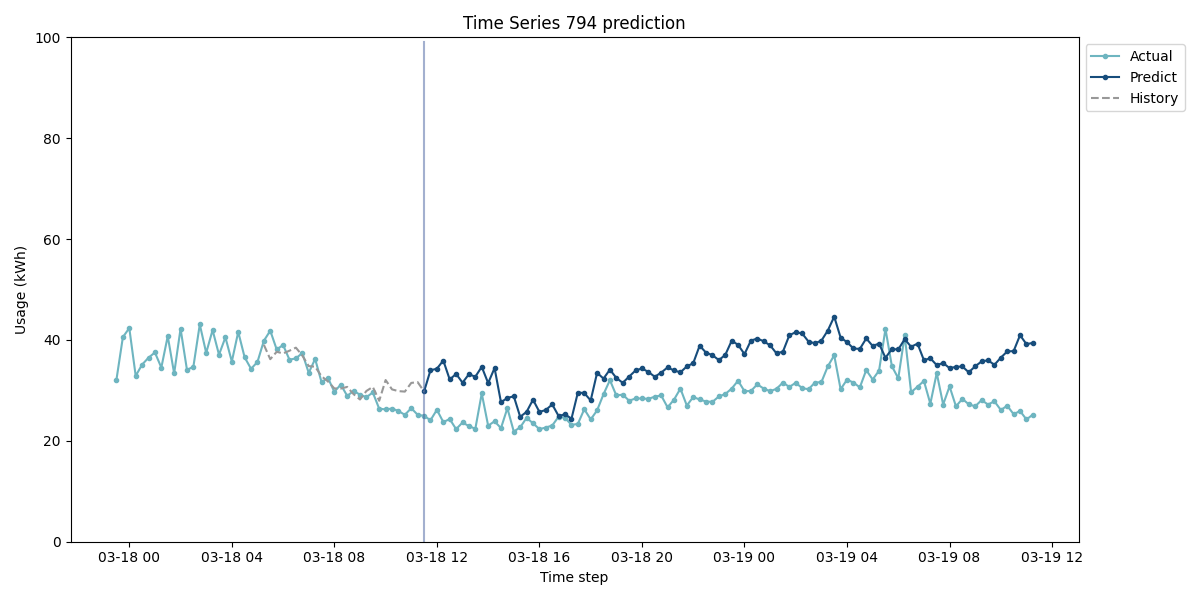 Time Series 794 prediction
Usage (kWh)
100
80
60
40
20
0
03-18 00
03-18 04
03-18 08
03-18 12
03-18 16
03-18 20
03-19 00
03-19 04
03-19 08
03-19 12
Time step
Actual
Predict
History